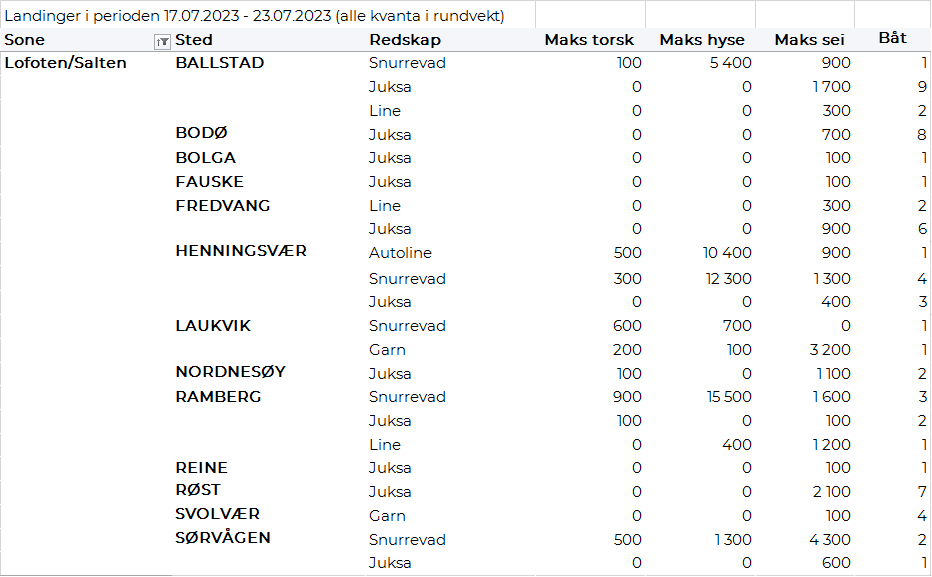 Landinger i perioden 17.07.2023 - 23.07.2023 (alle kvanta i rundvekt)
Sone Sted Redskap Maks torsk Maks hyse Maks sei Båt
Lofoten/Salten BALLSTAD Snurrevad 100 5 400 900 1
Juksa 0 0 1 700 9
Line 0 0 300 2
BODØ Juksa 0 0 700 8
BOLGA Juksa 0 0 100 1
FAUSKE Juksa 0 0 100 1
FREDVANG Line 0 0 300 2
Juksa 0 0 900 6
HENNINGSVÆR Autoline 500 10 400 900 1
Snurrevad 300 12 300 1 300 4
Juksa 0 0 400 3
LAUKVIK Snurrevad 600 700 0 1
Garn 200 100 3 200 1
NORDNESØY Juksa 100 0 1 100 2
RAMBERG Snurrevad 900 15 500 1 600 3
Juksa 100 0 100 2
Line 0 400 1 200 1
REINE Juksa 0 0 100 1
RØST Juksa 0 0 2 100 7
SVOLVÆR Garn 0 0 100 4
SØRVÅGEN Snurrevad 500 1 300 4 300 2
Juksa 0 0 600 1